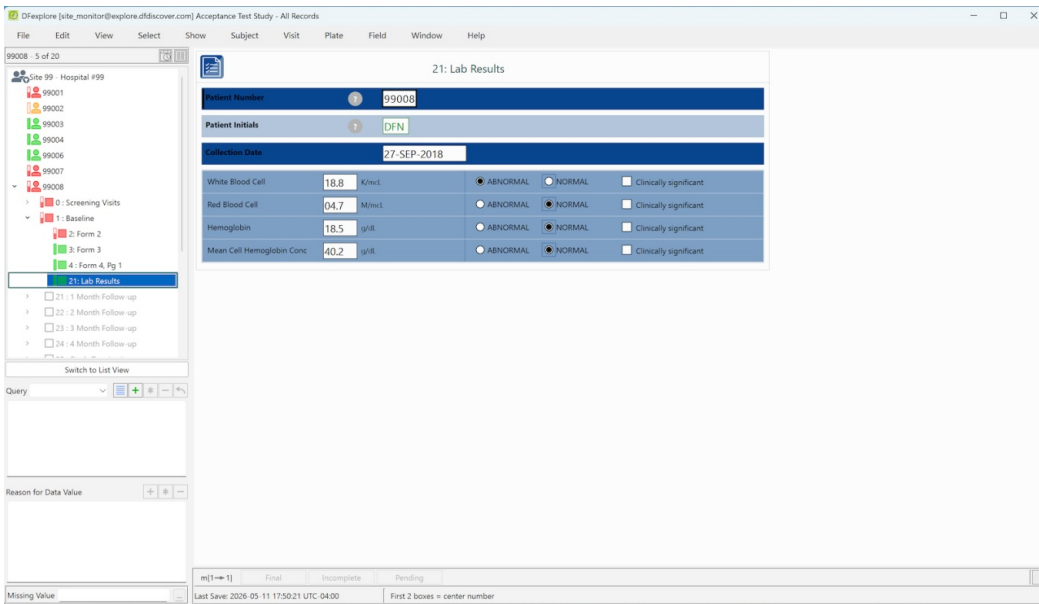 DFexplore [site_monitor@explore.dfdiscover.com] Acceptance Test Study - All Records
File Edit View Select Show Subject Visit Plate Field Window Help
99008 - 5 of 20
Site 99 - Hospital #99
99001
99002
99003
99004
99006
99007
99008
0 : Screening Visits
1 : Baseline
2: Form 2
3: Form 3
4 : Form 4, Pg 1
21: Lab Results
21 : 1 Month Follow-up
22 : 2 Month Follow-up
23 : 3 Month Follow-up
24 : 4 Month Follow-up
Switch to List View
Query
Reason for Data Value
Missing Value
21: Lab Results
Patient Number ? 99008
Patient Initials ? DFN
Collection Date 27-SEP-2018
White Blood Cell 18.8 K/mcL ABNORMAL NORMAL Clinically significant
Red Blood Cell 04.7 M/mcL ABNORMAL NORMAL Clinically significant
Hemoglobin 18.5 g/dl ABNORMAL NORMAL Clinically significant
Mean Cell Hemoglobin Conc 40.2 g/dl ABNORMAL NORMAL Clinically significant
m[1→1] Final Incomplete Pending
Last Save: 2026-05-11 17:50:21 UTC-04:00 First 2 boxes = center number